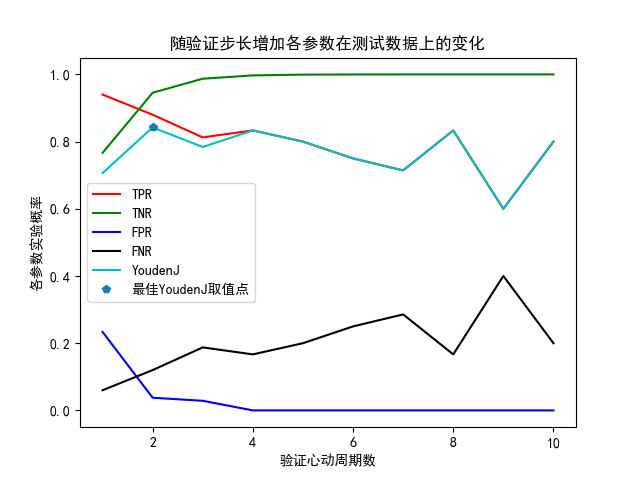 随验证步长增加各参数在测试数据上的变化
各参数实验概率
1.0
0.8
0.6
0.4
0.2
0.0
TPR
TNR
FPR
FNR
YoudenJ
最佳YoudenJ取值点
2
4
6
8
10
验证心动周期数